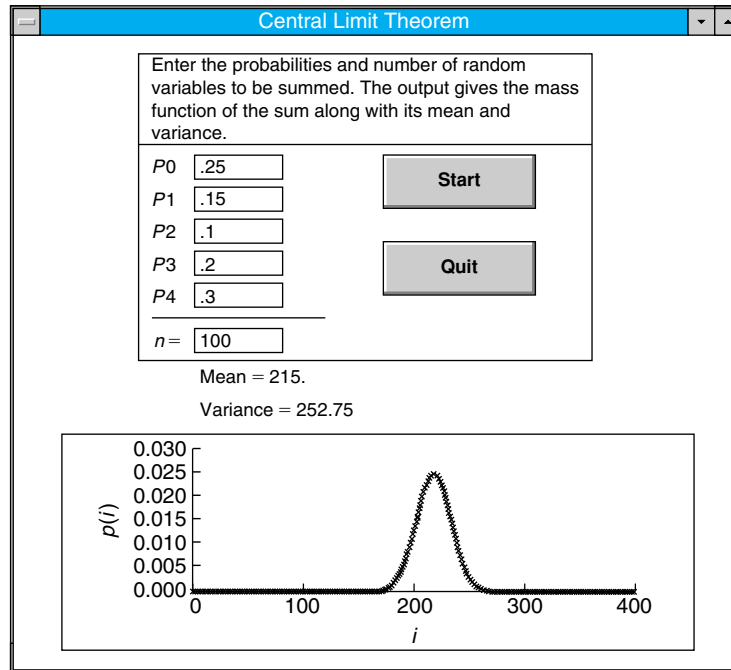 Central Limit Theorem
Enter the probabilities and number of random
variables to be summed. The output gives the mass
function of the sum along with its mean and
variance.
P0 .25
Start
P1 .15
P2 .1
P3 .2
Quit
P4 .3
n = 100
Mean = 215.
Variance = 252.75
0.030
0.025
0.020
0.015
0.010
0.005
0.000
p(i)
0 100 200 300 400
i